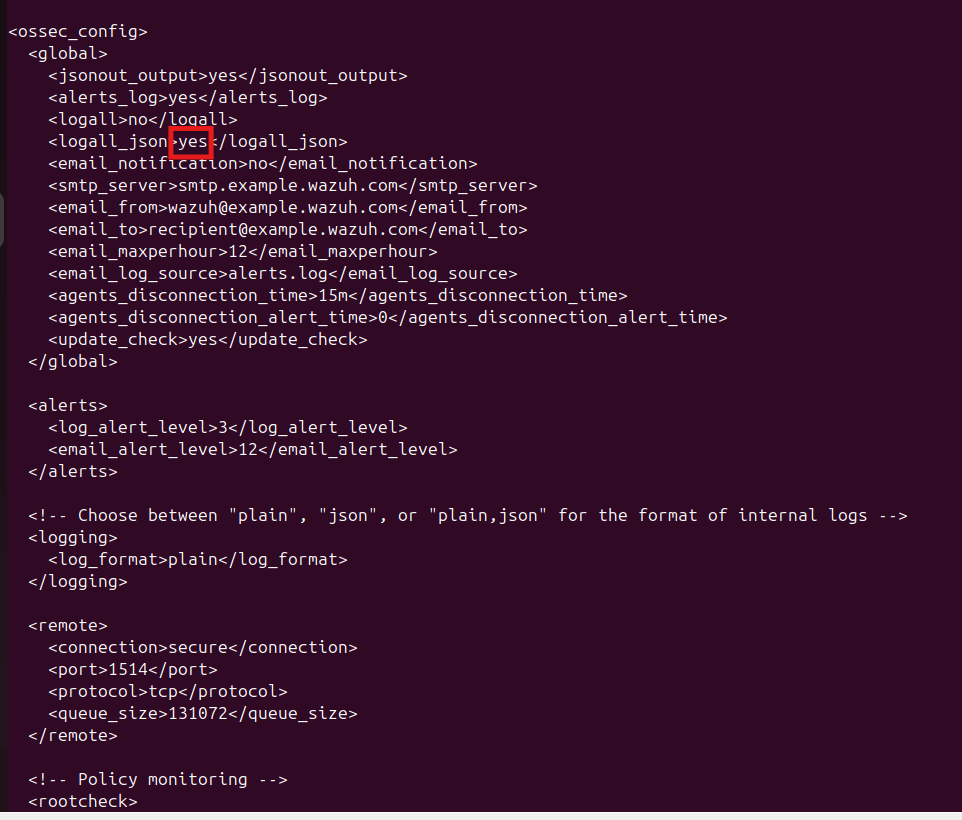 <ossec_config>
<global>
<jsonout_output>yes</jsonout_output>
<alerts_log>yes</alerts_log>
<logall>no</logall>
<logall_json>yes</logall_json>
<email_notification>no</email_notification>
<smtp_server>smtp.example.wazuh.com</smtp_server>
<email_from>wazuh@example.wazuh.com</email_from>
<email_to>recipient@example.wazuh.com</email_to>
<email_maxperhour>12</email_maxperhour>
<email_log_source>alerts.log</email_log_source>
<agents_disconnection_time>15m</agents_disconnection_time>
<agents_disconnection_alert_time>0</agents_disconnection_alert_time>
<update_check>yes</update_check>
</global>
<alerts>
<log_alert_level>3</log_alert_level>
<email_alert_level>12</email_alert_level>
</alerts>
<!-- Choose between "plain", "json", or "plain,json" for the format of internal logs -->
<logging>
<log_format>plain</log_format>
</logging>
<remote>
<connection>secure</connection>
<port>1514</port>
<protocol>tcp</protocol>
<queue_size>131072</queue_size>
</remote>
<!-- Policy monitoring -->
<rootcheck>